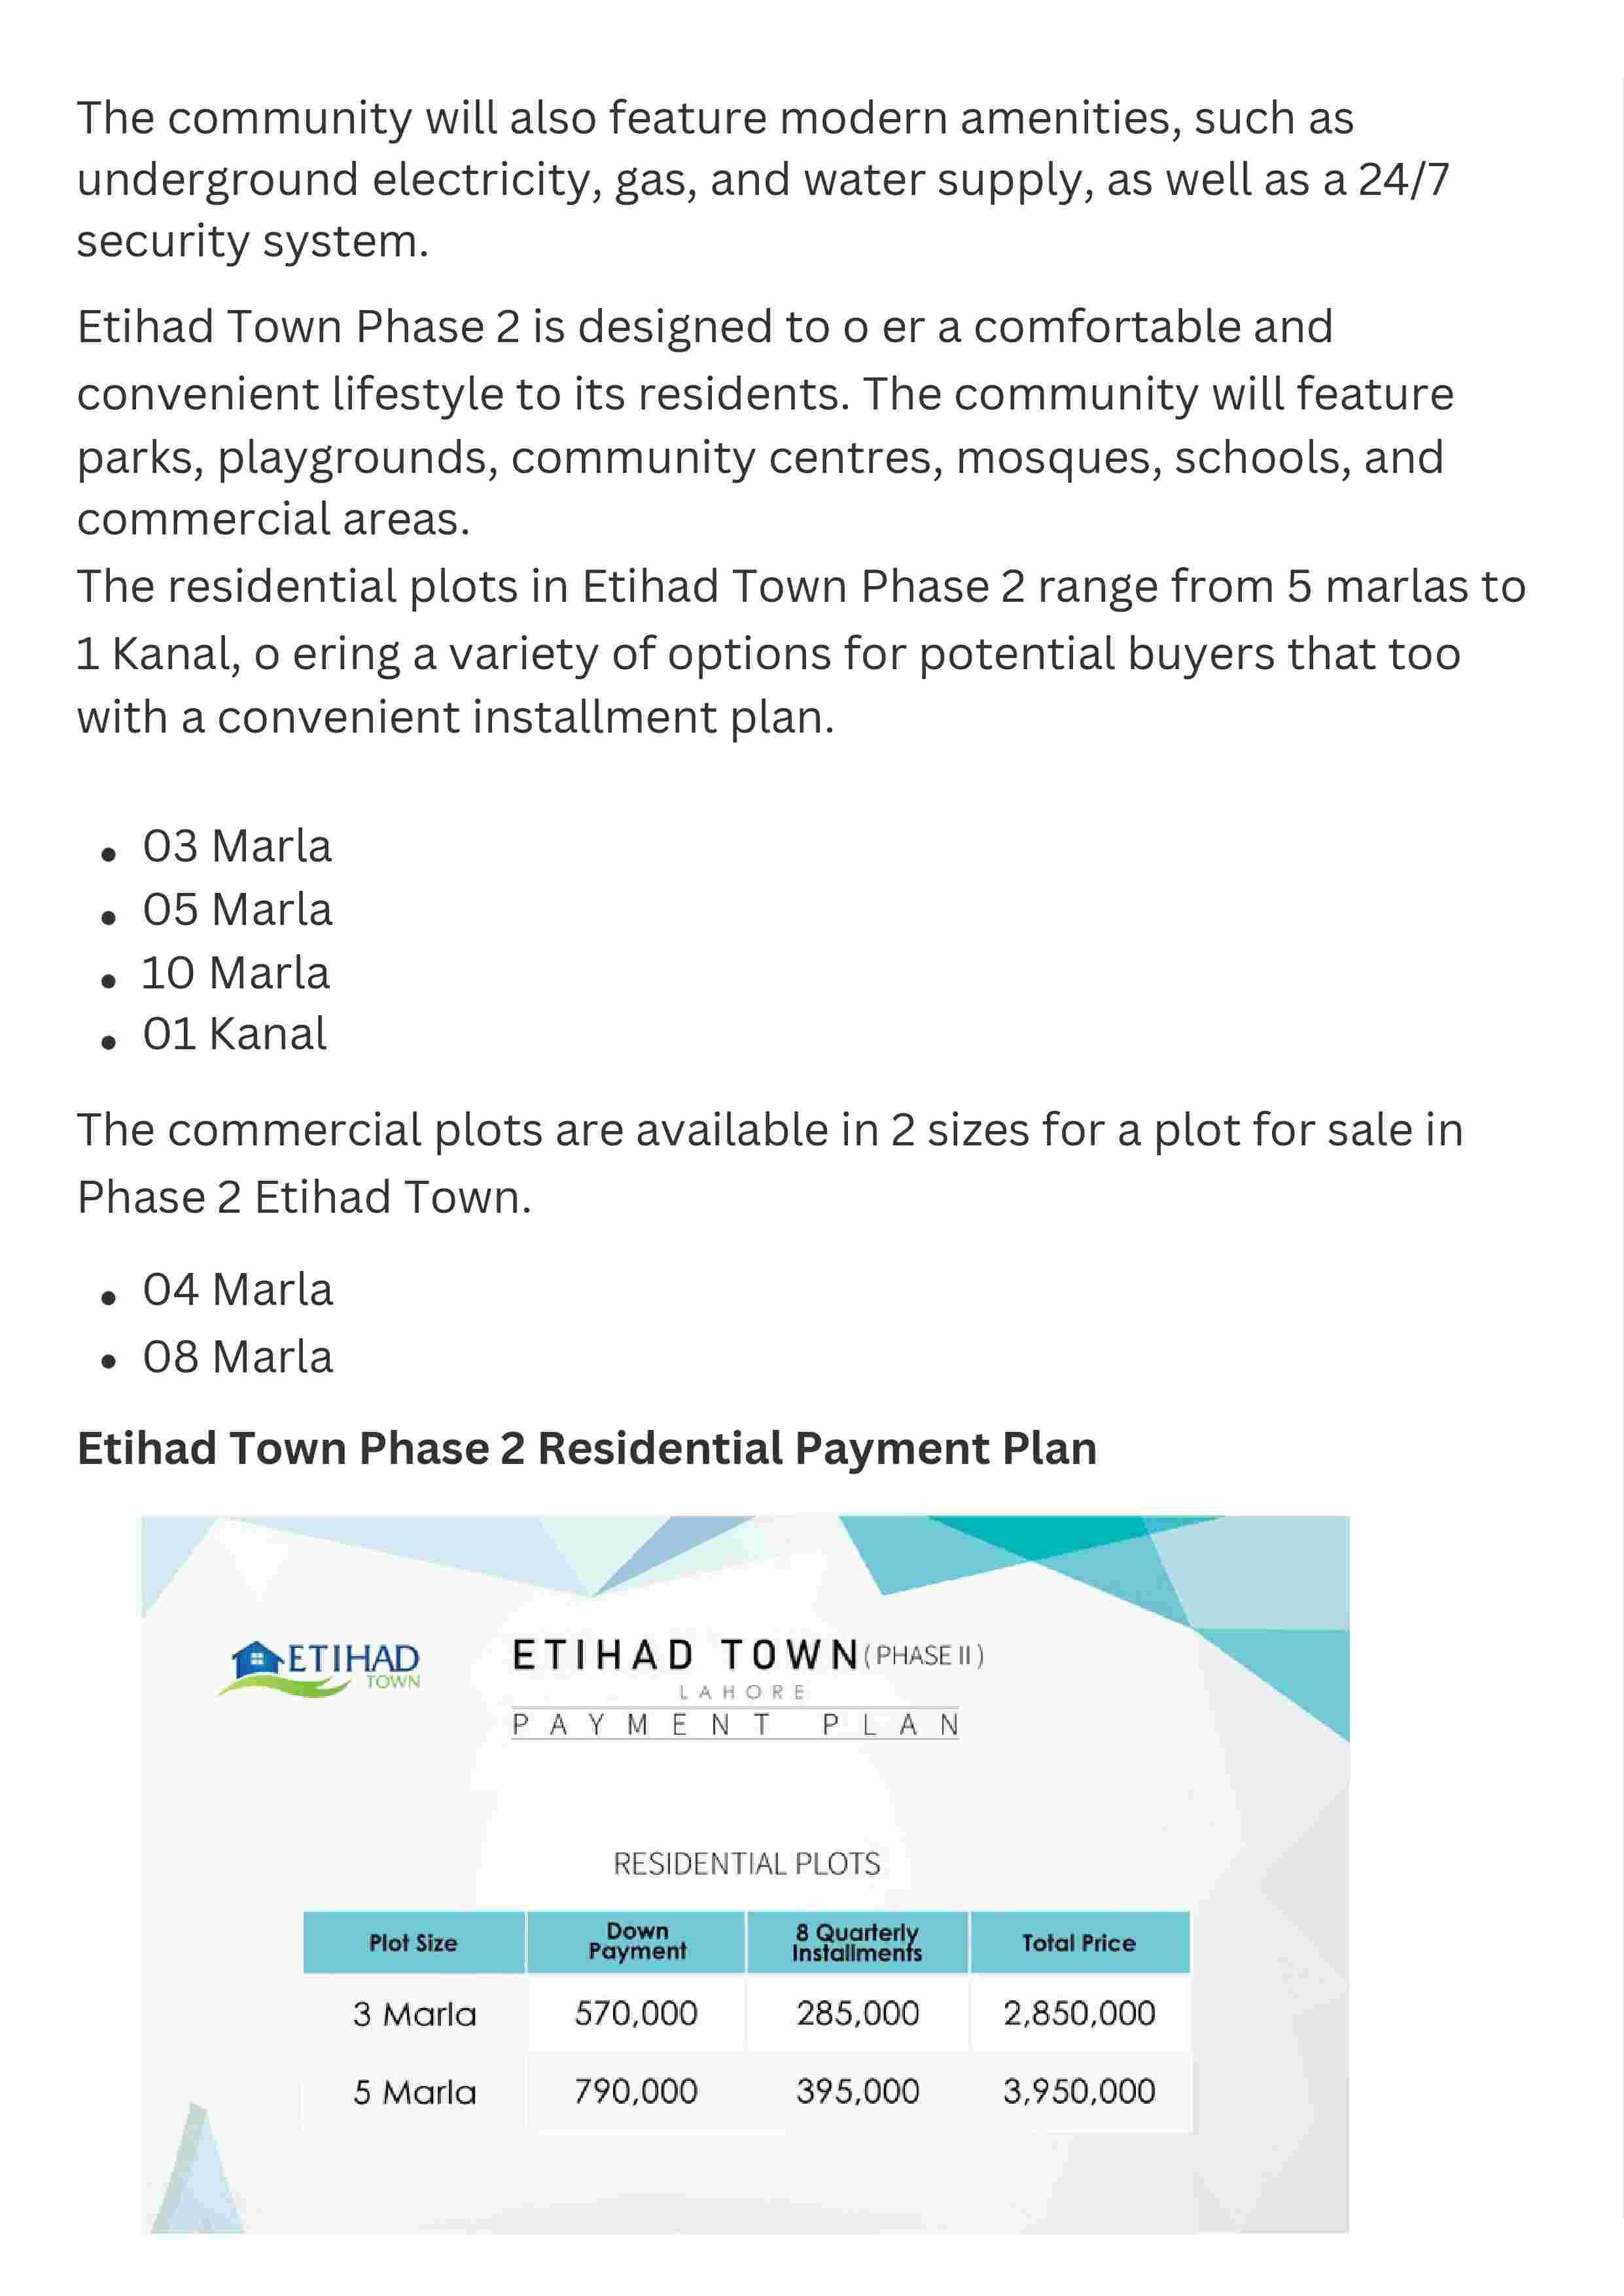 The community will also feature modern amenities, such as
underground electricity, gas, and water supply, as well as a 24/7
security system.
Etihad Town Phase 2 is designed to o er a comfortable and
convenient lifestyle to its residents. The community will feature
parks, playgrounds, community centres, mosques, schools, and
commercial areas.
The residential plots in Etihad Town Phase 2 range from 5 marlas to
1 Kanal, o ering a variety of options for potential buyers that too
with a convenient installment plan.
• 03 Marla
• 05 Marla
• 10 Marla
• 01 Kanal
The commercial plots are available in 2 sizes for a plot for sale in
Phase 2 Etihad Town.
• 04 Marla
• 08 Marla
Etihad Town Phase 2 Residential Payment Plan
ETIHAD
TOWN
ETIHAD TOWN (PHASE II)
LAHORE
PAYMENT PLAN
RESIDENTIAL PLOTS
Plot Size Down Payment 8 Quarterly Installments Total Price
3 Marla 570,000 285,000 2,850,000
5 Marla 790,000 395,000 3,950,000